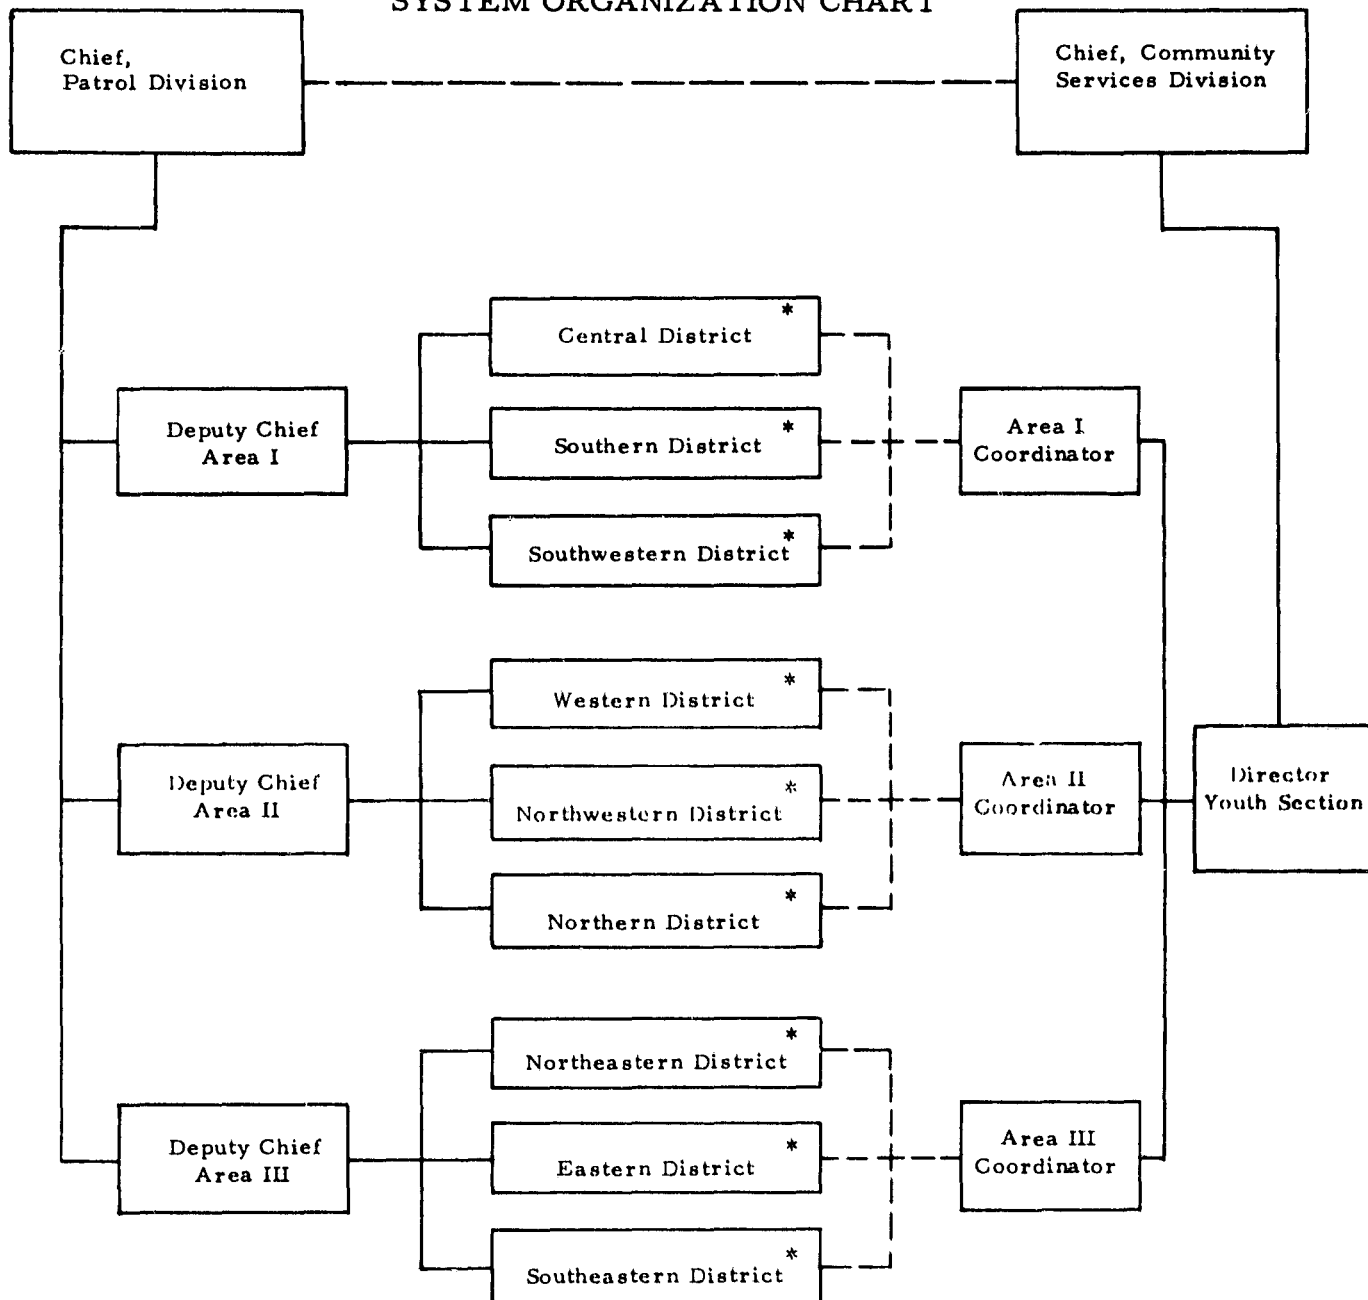 SYSTEM ORGANIZATION CHART
Chief,
Patrol Division
Chief, Community
Services Division
Central District *
Southern District *
Southwestern District *
Deputy Chief
Area I
Area I
Coordinator
Western District *
Northwestern District *
Northern District *
Deputy Chief
Area II
Area II
Coordinator
Director
Youth Section
Northeastern District *
Eastern District *
Southeastern District *
Deputy Chief
Area III
Area III
Coordinator